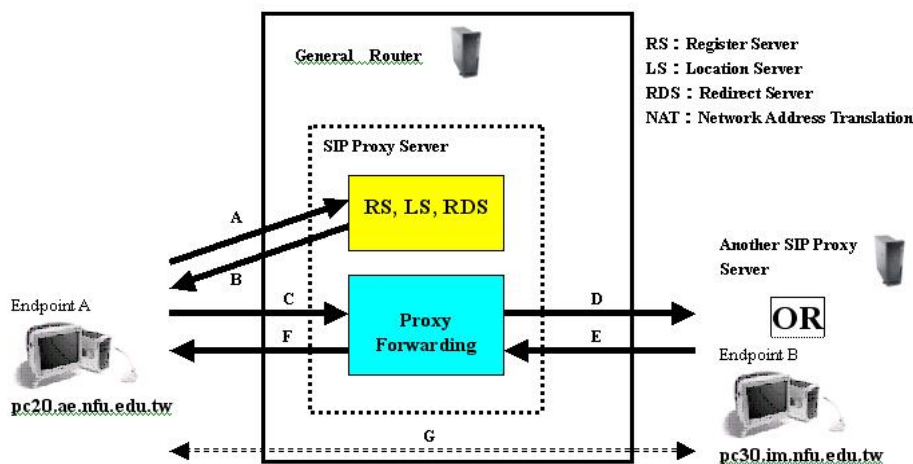 General Router
RS：Register Server
LS：Location Server
RDS：Redirect Server
NAT：Network Address Translation
SIP Proxy Server
RS, LS, RDS
A
B
Another SIP Proxy
Server
Endpoint A
C
D
Proxy
Forwarding
OR
F
E
Endpoint B
pc20.ae.nfu.edu.tw
G
pc30.im.nfu.edu.tw